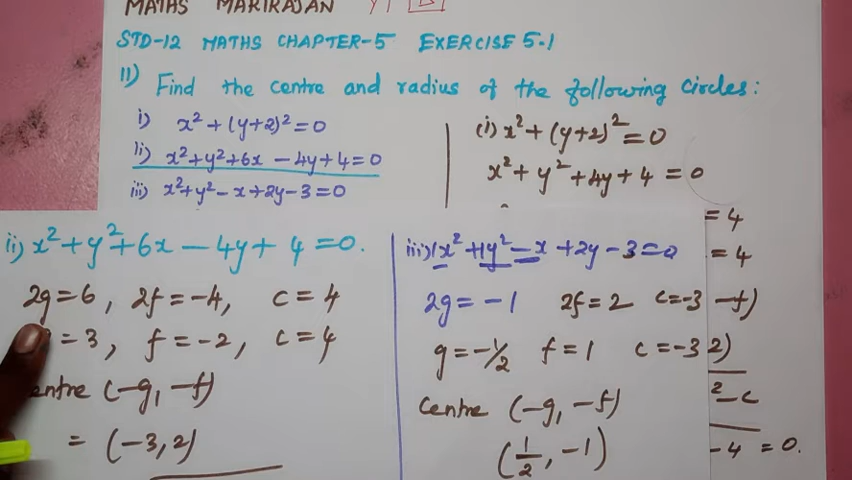 MATHS MARIRAJAN
STD-12 MATHS CHAPTER-5 EXERCISE 5.1
11) Find the centre and radius of the following circles:
i) x² + (y+2)² = 0
ii) x² + y² + 6x - 4y + 4 = 0
iii) x² + y² - x + 2y - 3 = 0
(i) x² + (y+2)² = 0
x² + y² + 4y + 4 = 0
= 4
= 4
-f)
2)
²-c
-4 = 0.
ii) x² + y² + 6x - 4y + 4 = 0.
2g = 6, 2f = -4, c = 4
= 3, f = -2, c = 4
entre (-g, -f)
= (-3, 2)
iii) 1x² + 1y² - x + 2y - 3 = 0
2g = -1 2f = 2 c = -3
g = -1/2 f = 1 c = -3
Centre (-g, -f)
(1/2, -1)